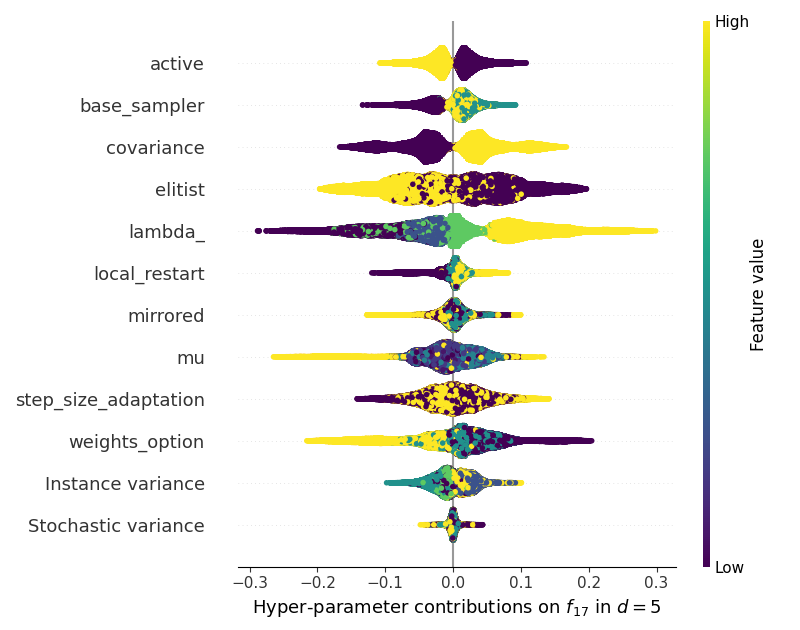 High
active
base_sampler
covariance
elitist
lambda_
local_restart
mirrored
mu
step_size_adaptation
weights_option
Instance variance
Stochastic variance
Feature value
Low
−0.3 −0.2 −0.1 0.0 0.1 0.2 0.3
Hyper-parameter contributions on f₁₇ in d = 5